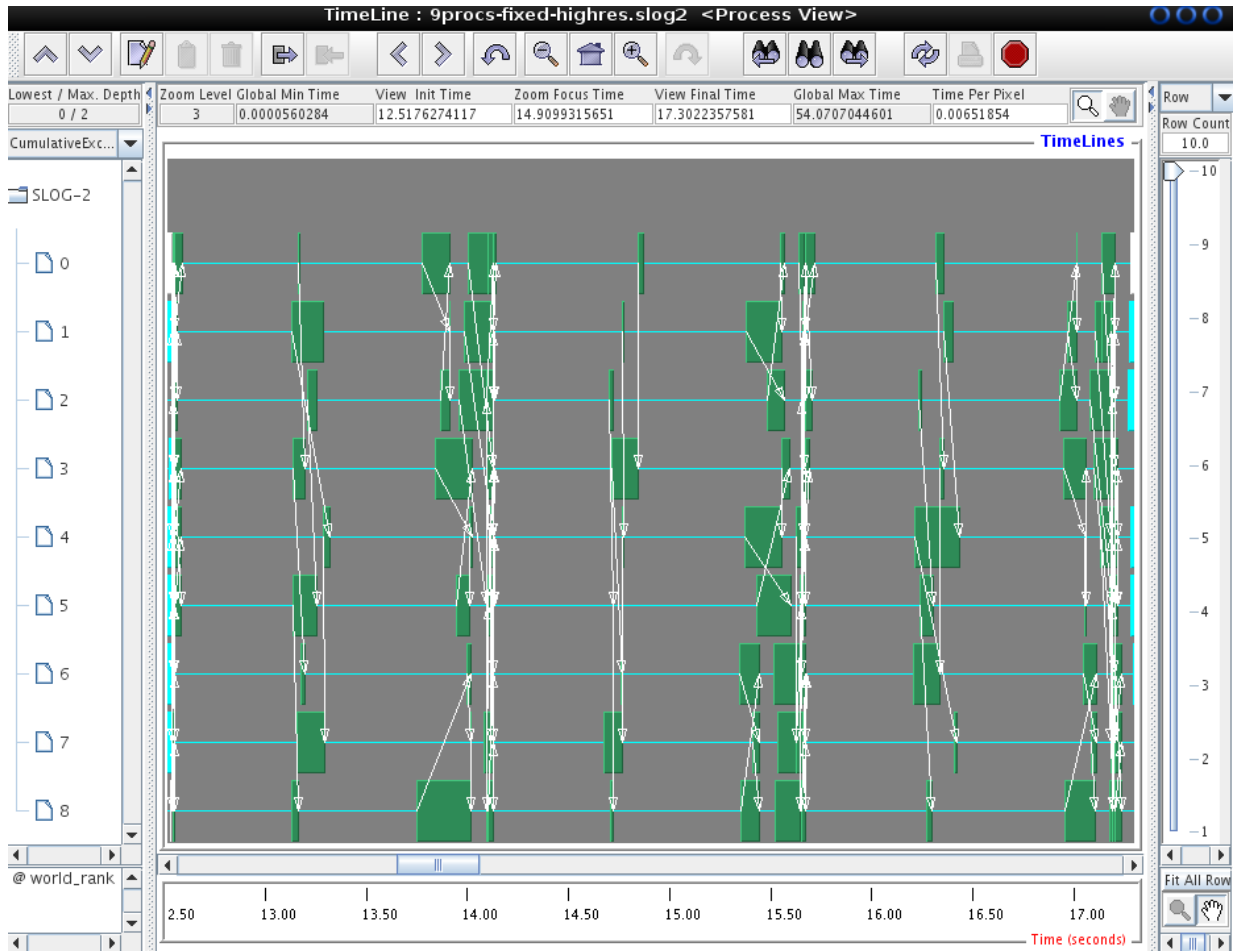 TimeLine : 9procs-fixed-highres.slog2 <Process View>
Lowest / Max. Depth
0 / 2
Zoom Level Global Min Time View Init Time Zoom Focus Time View Final Time Global Max Time Time Per Pixel
3 0.0000560284 12.5176274117 14.9099315651 17.3022357581 54.0707044601 0.00651854
Row
Row Count
10.0
CumulativeExc...
TimeLines
SLOG-2
0
1
2
3
4
5
6
7
8
10
9
8
7
6
5
4
3
2
1
@ world_rank
Fit All Row
2.50 13.00 13.50 14.00 14.50 15.00 15.50 16.00 16.50 17.00
Time (seconds)